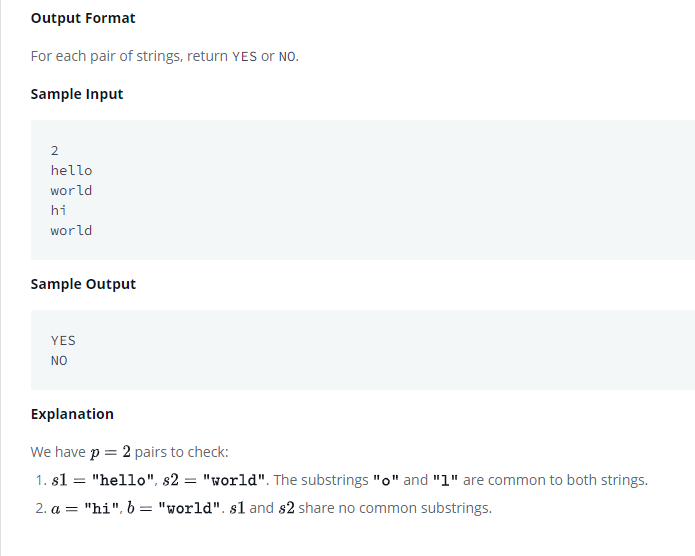 Output Format
For each pair of strings, return YES or NO.
Sample Input
2
hello
world
hi
world
Sample Output
YES
NO
Explanation
We have p = 2 pairs to check:
1. s1 = "hello", s2 = "world". The substrings "o" and "l" are common to both strings.
2. a = "hi", b = "world". s1 and s2 share no common substrings.